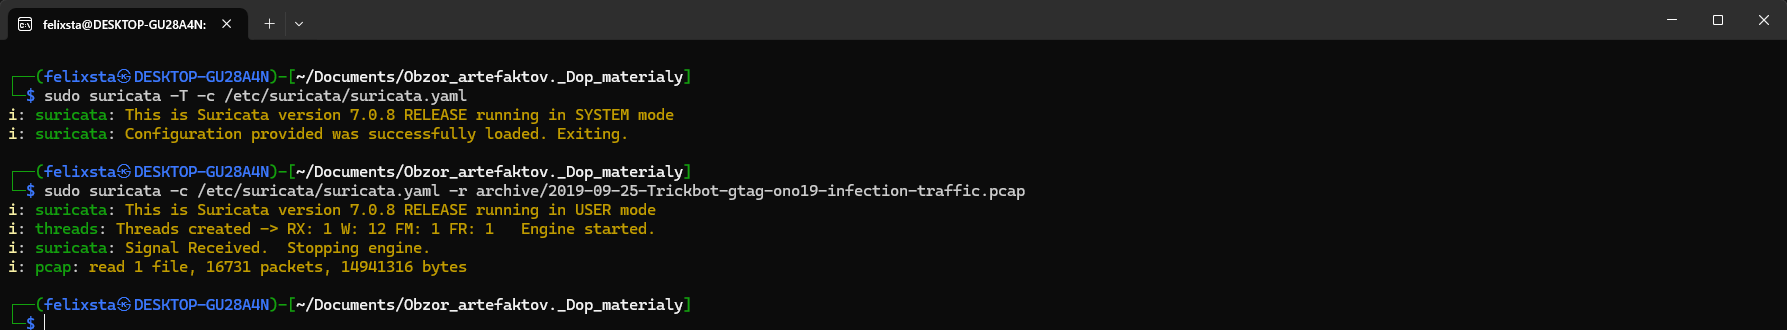 felixsta@DESKTOP-GU28A4N:
┌──(felixsta㉿DESKTOP-GU28A4N)-[~/Documents/Obzor_artefaktov._Dop_materialy]
└─$ sudo suricata -T -c /etc/suricata/suricata.yaml
i: suricata: This is Suricata version 7.0.8 RELEASE running in SYSTEM mode
i: suricata: Configuration provided was successfully loaded. Exiting.
┌──(felixsta㉿DESKTOP-GU28A4N)-[~/Documents/Obzor_artefaktov._Dop_materialy]
└─$ sudo suricata -c /etc/suricata/suricata.yaml -r archive/2019-09-25-Trickbot-gtag-ono19-infection-traffic.pcap
i: suricata: This is Suricata version 7.0.8 RELEASE running in USER mode
i: threads: Threads created -> RX: 1 W: 12 FM: 1 FR: 1   Engine started.
i: suricata: Signal Received.  Stopping engine.
i: pcap: read 1 file, 16731 packets, 14941316 bytes
┌──(felixsta㉿DESKTOP-GU28A4N)-[~/Documents/Obzor_artefaktov._Dop_materialy]
└─$